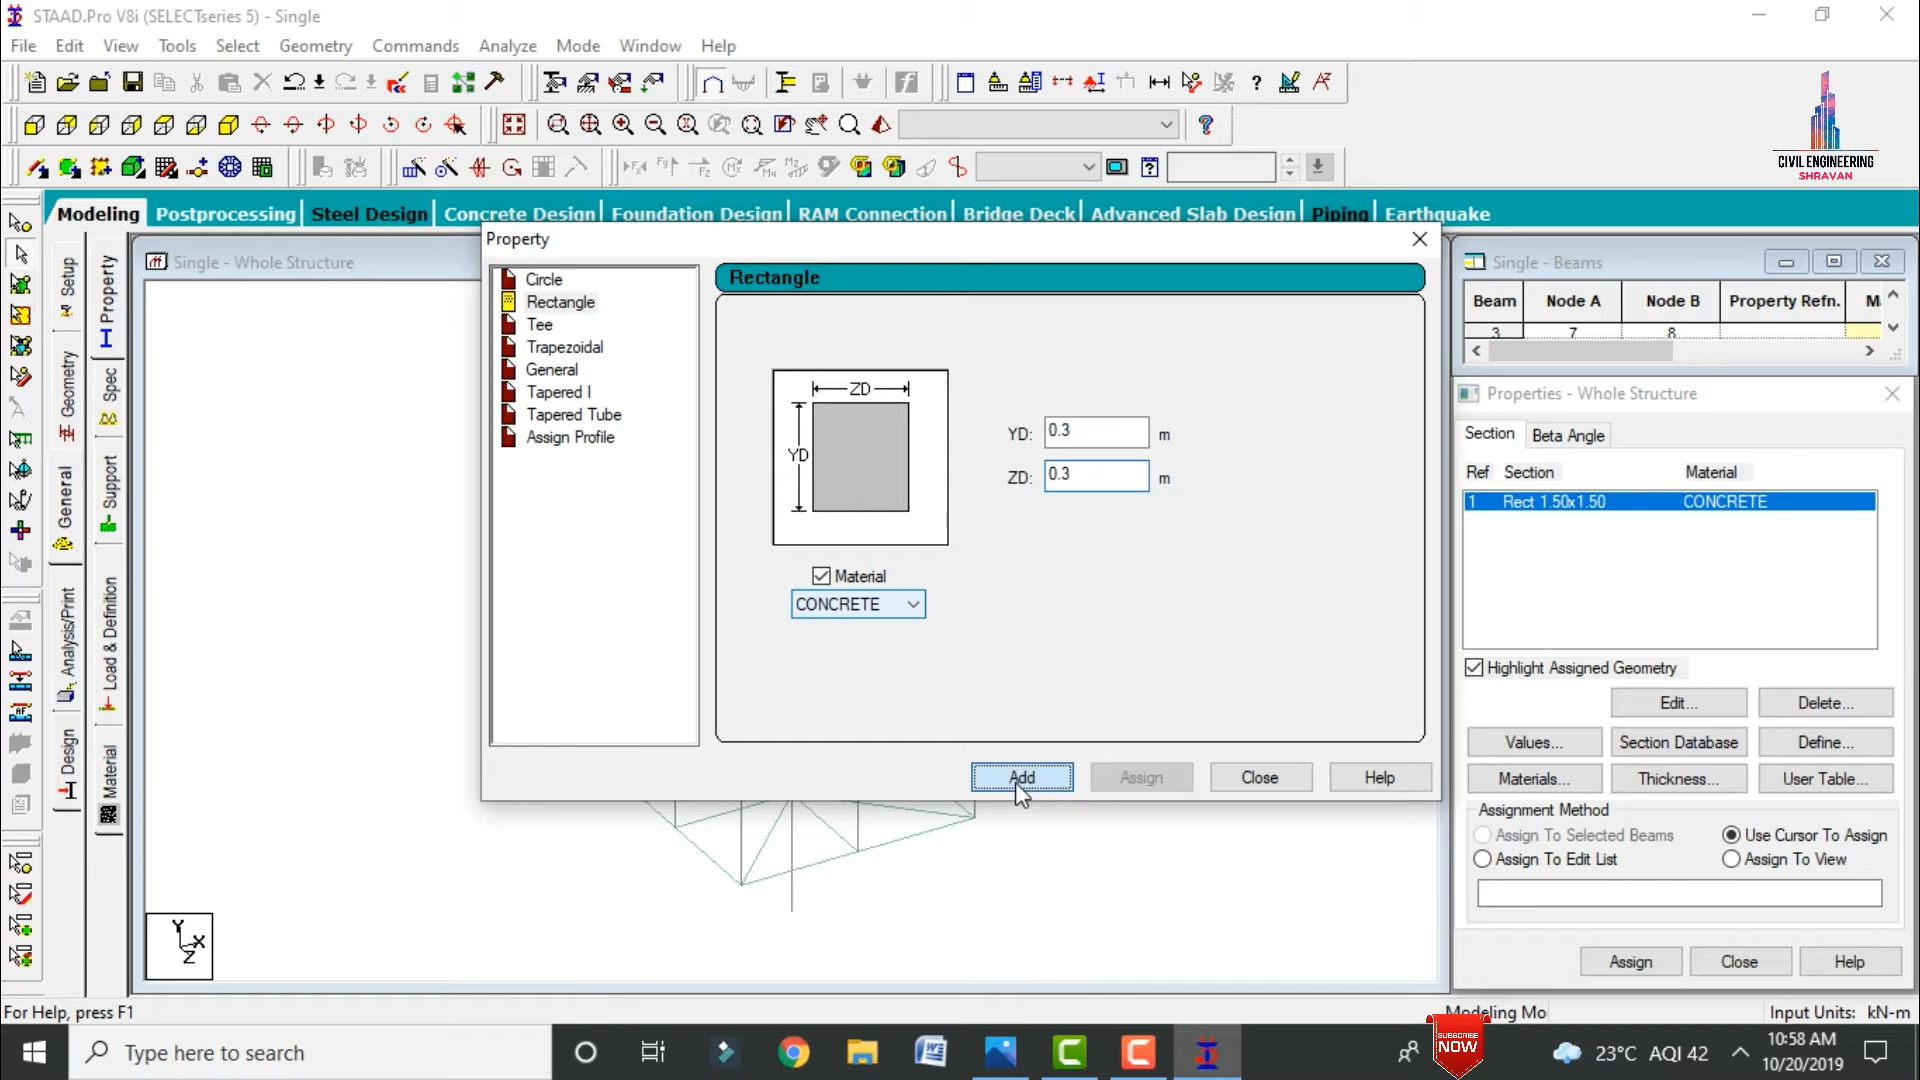 STAAD.Pro V8i (SELECTseries 5) - Single
File Edit View Tools Select Geometry Commands Analyze Mode Window Help
CIVIL ENGINEERING
SHRAVAN
Modeling Postprocessing Steel Design Concrete Design Foundation Design RAM Connection Bridge Deck Advanced Slab Design Piping Earthquake
Setup
Geometry
General
Analysis/Print
Design
Property
Spec
Support
Load & Definition
Material
Single - Whole Structure
Property
Circle
Rectangle
Tee
Trapezoidal
General
Tapered I
Tapered Tube
Assign Profile
Rectangle
ZD
YD
YD: 0.3 m
ZD: 0.3 m
Material
CONCRETE
Add Assign Close Help
Single - Beams
Beam Node A Node B Property Refn.
3 7 8
Properties - Whole Structure
Section Beta Angle
Ref Section Material
1 Rect 1.50x1.50 CONCRETE
Highlight Assigned Geometry
Edit... Delete...
Values... Section Database Define...
Materials... Thickness... User Table...
Assignment Method
Assign To Selected Beams Use Cursor To Assign
Assign To Edit List Assign To View
Assign Close Help
Y
X
Z
For Help, press F1
Modeling Mo
Input Units: kN-m
Type here to search
SUBSCRIBE
NOW
23°C AQI 42
10:58 AM
10/20/2019